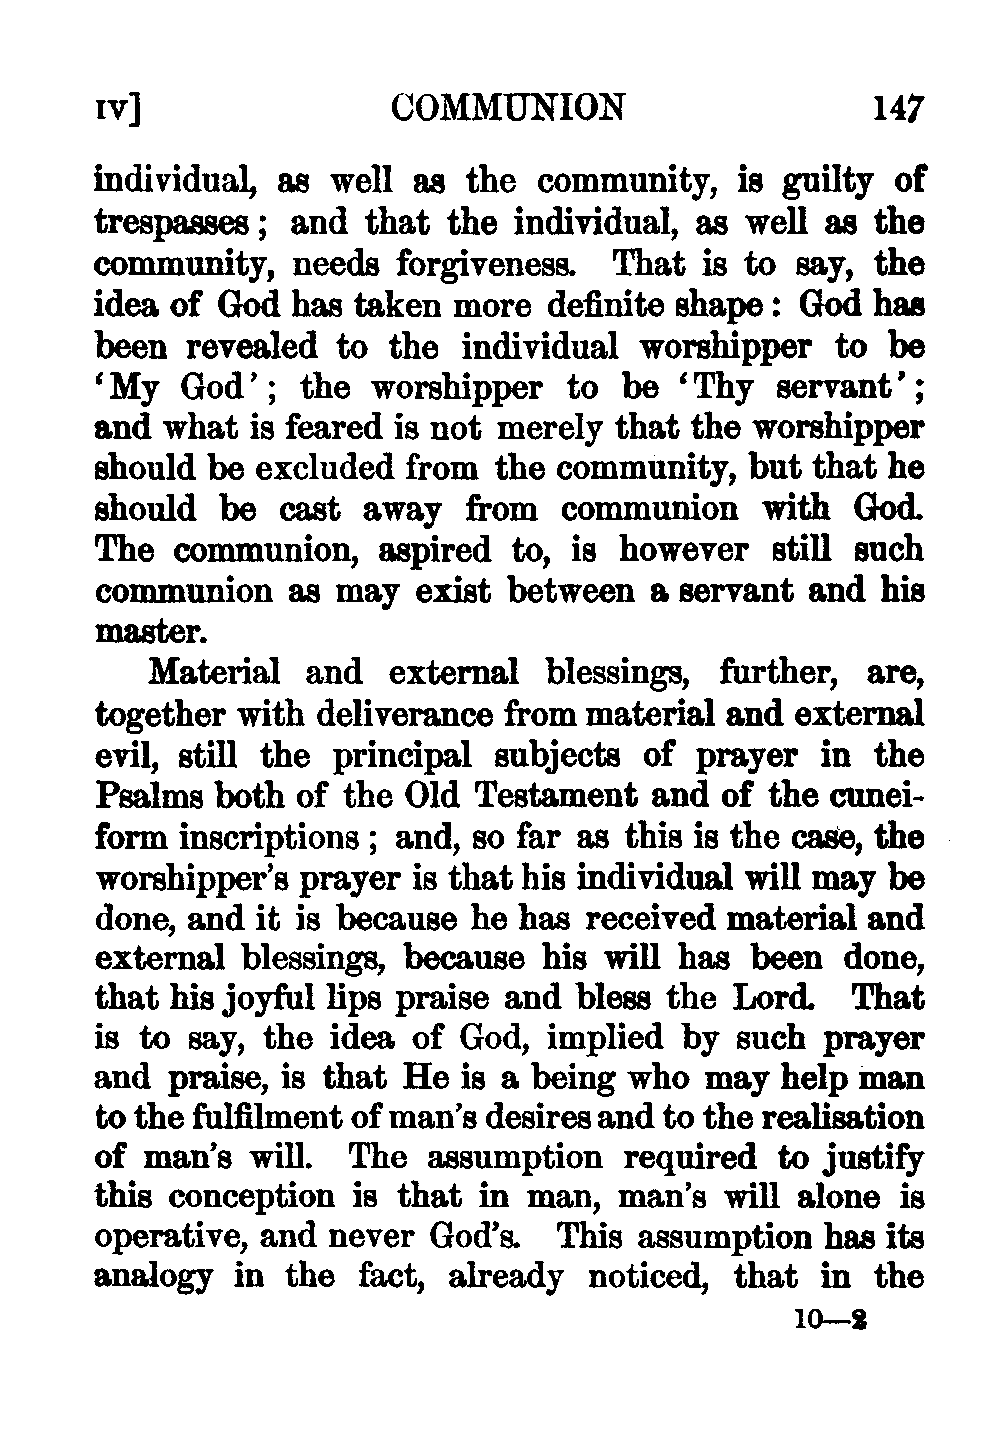 IV] COMMUNION 147
individual, as well as the community, is guilty of
trespasses; and that the individual, as well as the
community, needs forgiveness. That is to say, the
idea of God has taken more definite shape: God has
been revealed to the individual worshipper to be
‘My God’; the worshipper to be ‘Thy servant’;
and what is feared is not merely that the worshipper
should be excluded from the community, but that he
should be cast away from communion with God.
The communion, aspired to, is however still such
communion as may exist between a servant and his
master.
Material and external blessings, further, are,
together with deliverance from material and external
evil, still the principal subjects of prayer in the
Psalms both of the Old Testament and of the cunei-
form inscriptions; and, so far as this is the case, the
worshipper’s prayer is that his individual will may be
done, and it is because he has received material and
external blessings, because his will has been done,
that his joyful lips praise and bless the Lord. That
is to say, the idea of God, implied by such prayer
and praise, is that He is a being who may help man
to the fulfilment of man’s desires and to the realisation
of man’s will. The assumption required to justify
this conception is that in man, man’s will alone is
operative, and never God’s. This assumption has its
analogy in the fact, already noticed, that in the
10—2